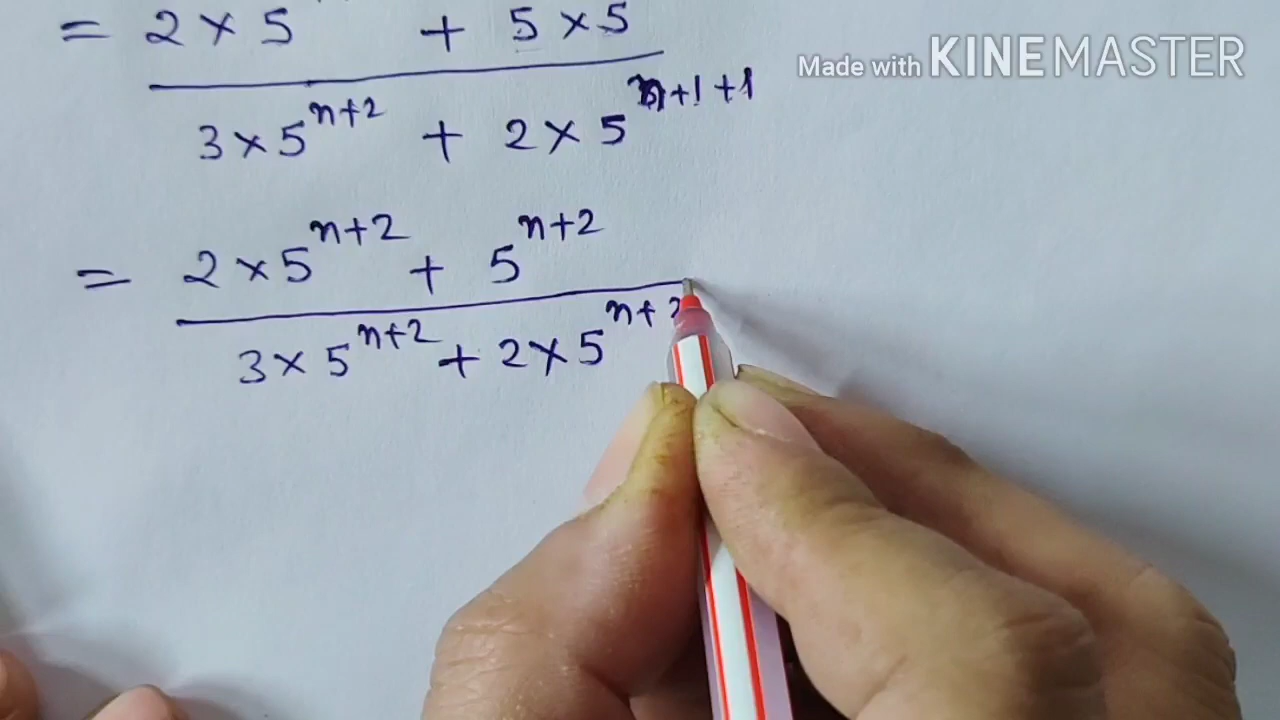 Made with KINEMASTER
= 2 × 5 + 5 × 5
3 × 5^n+2 + 2 × 5^n+1+1
= 2 × 5^n+2 + 5^n+2
3 × 5^n+2 + 2 × 5^n+2